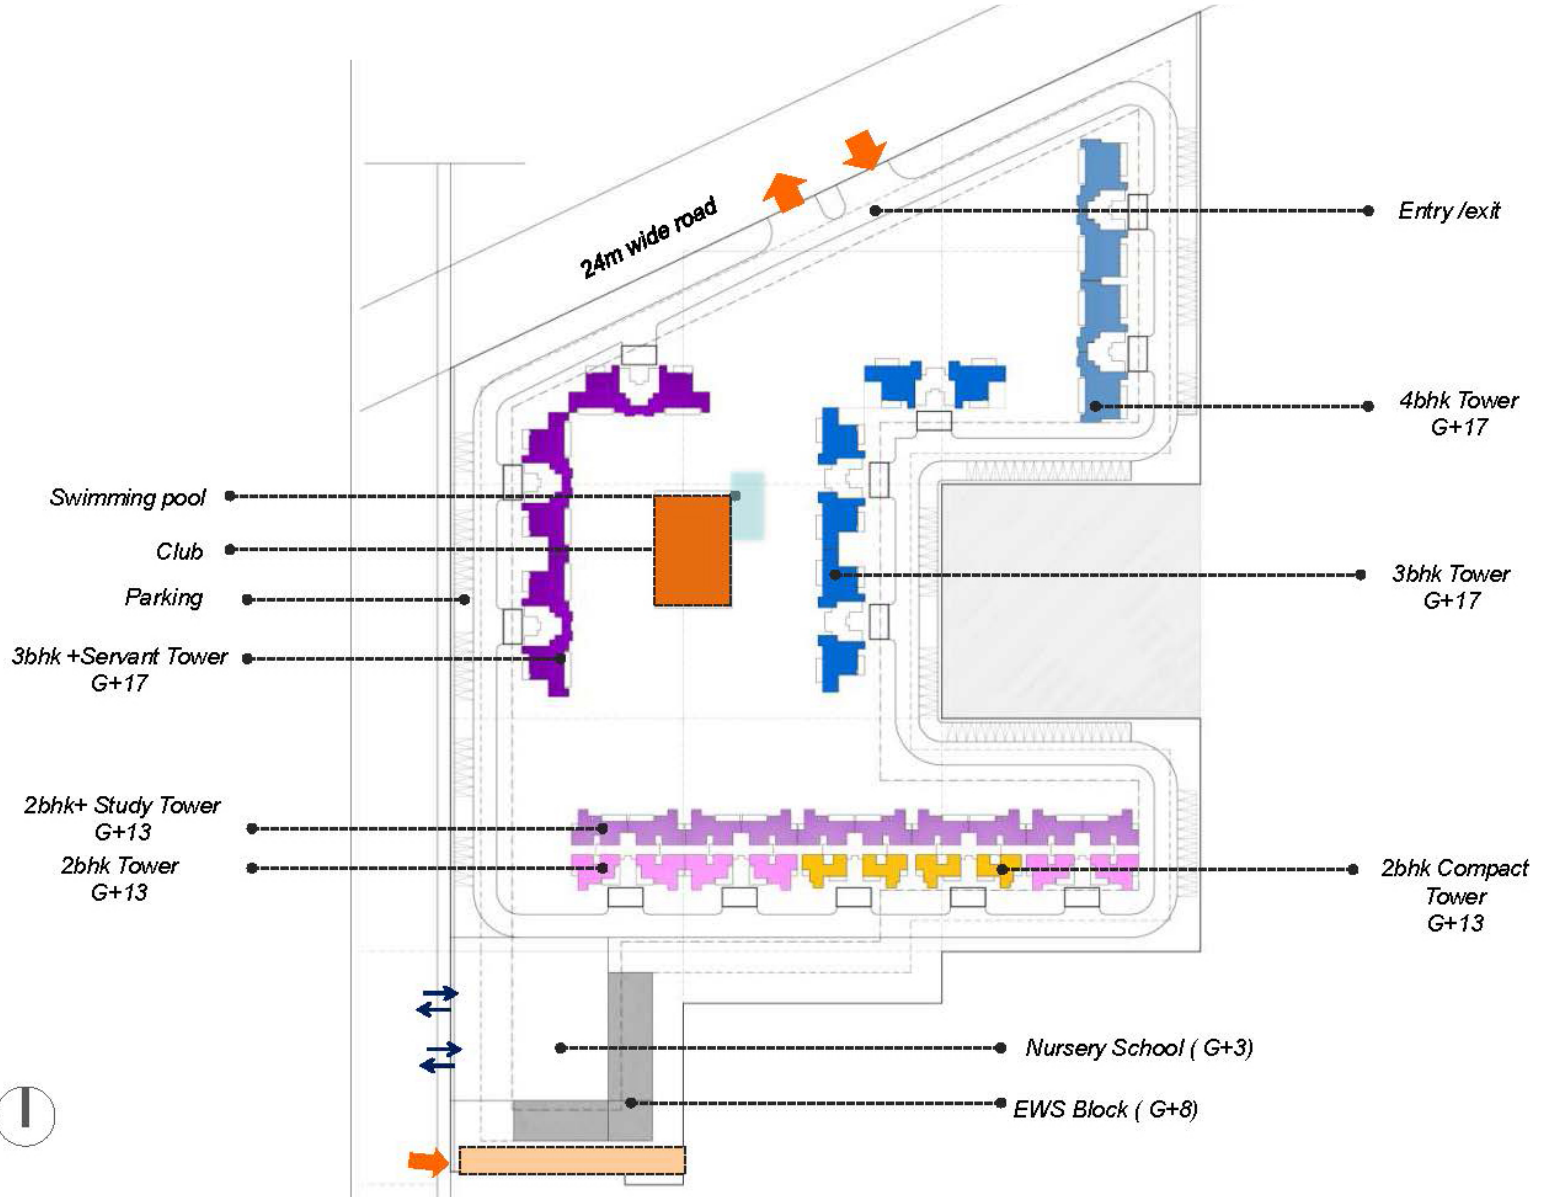 24m wide road
Entry /exit
4bhk Tower
G+17
Swimming pool
Club
3bhk Tower
G+17
Parking
3bhk +Servant Tower
G+17
2bhk+ Study Tower
G+13
2bhk Tower
G+13
2bhk Compact
Tower
G+13
Nursery School ( G+3)
EWS Block ( G+8)